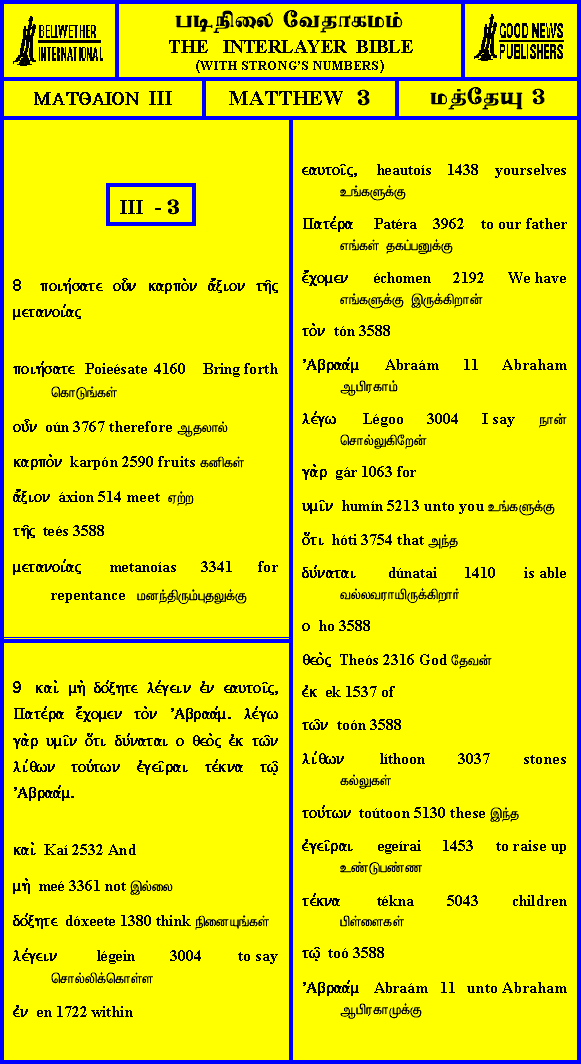 BELLWETHER
INTERNATIONAL
படிநிலை வேதாகமம்
THE INTERLAYER BIBLE
(WITH STRONG'S NUMBERS)
GOOD NEWS
PUBLISHERS
ΜΑΤΘΑΙΟΝ III
MATTHEW 3
மத்தேயு 3
III - 3
8 ποιήσατε οὖν καρπὸν ἄξιον τῆς
μετανοίας
ποιήσατε Poieésate 4160 Bring forth
கொடுங்கள்
οὖν oún 3767 therefore ஆதலால்
καρπὸν karpón 2590 fruits கனிகள்
ἄξιον áxion 514 meet ஏற்ற
τῆς teés 3588
μετανοίας metanoías 3341 for
repentance மனந்திரும்புதலுக்கு
9 καὶ μὴ δόξητε λέγειν ἐν εαυτοῖς,
Πατέρα ἔχομεν τὸν Ἀβραάμ. λέγω
γὰρ υμῖν ὅτι δύναται ο θεὸς ἐκ τῶν
λίθων τούτων ἐγεῖραι τέκνα τῷ
Ἀβραάμ.
καὶ Kaí 2532 And
μὴ meé 3361 not இல்லை
δόξητε dóxeete 1380 think நினையுங்கள்
λέγειν légein 3004 to say
சொல்லிக்கொள்ள
ἐν en 1722 within
εαυτοῖς, heautoís 1438 yourselves
உங்களுக்கு
Πατέρα Patéra 3962 to our father
எங்கள் தகப்பனுக்கு
ἔχομεν échomen 2192 We have
எங்களுக்கு இருக்கிறான்
τὸν tón 3588
Ἀβραάμ Abraám 11 Abraham
ஆபிரகாம்
λέγω Légoo 3004 I say நான்
சொல்லுகிறேன்
γὰρ gár 1063 for
υμῖν humín 5213 unto you உங்களுக்கு
ὅτι hóti 3754 that அந்த
δύναται dúnatai 1410 is able
வல்லவராயிருக்கிறார்
ο ho 3588
θεὸς Theós 2316 God தேவன்
ἐκ ek 1537 of
τῶν toón 3588
λίθων líthoon 3037 stones
கல்லுகள்
τούτων toútoon 5130 these இந்த
ἐγεῖραι egeírai 1453 to raise up
உண்டுபண்ண
τέκνα tékna 5043 children
பிள்ளைகள்
τῷ toó 3588
Ἀβραάμ Abraám 11 unto Abraham
ஆபிரகாமுக்கு